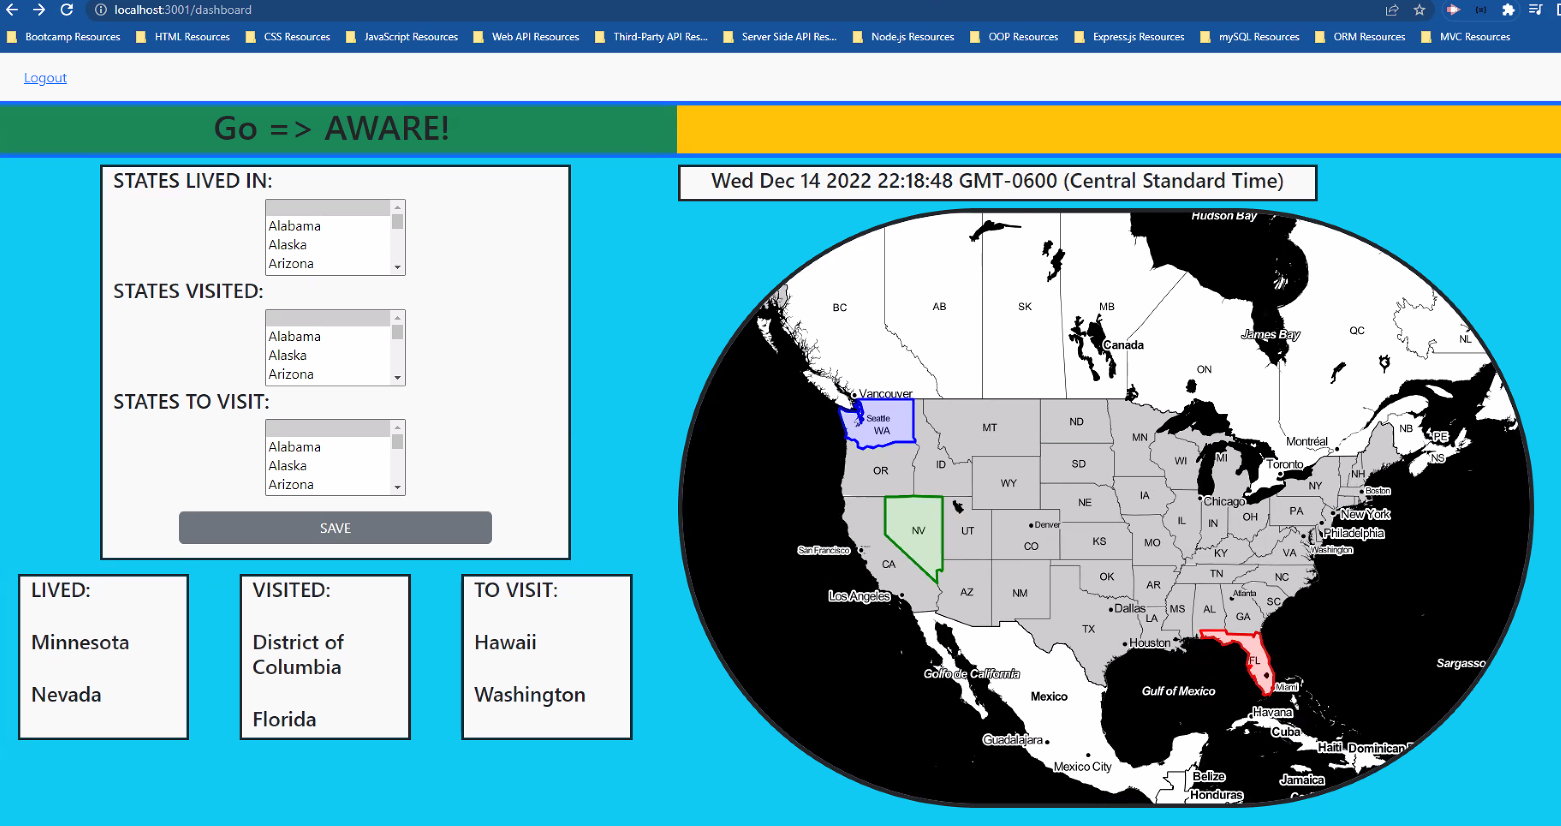 localhost:3001/dashboard
Bootcamp Resources
HTML Resources
CSS Resources
JavaScript Resources
Web API Resources
Third-Party API Res...
Server Side API Res...
Node.js Resources
OOP Resources
Express.js Resources
mySQL Resources
ORM Resources
MVC Resources
Logout
Go => AWARE!
STATES LIVED IN:
Alabama
Alaska
Arizona
STATES VISITED:
Alabama
Alaska
Arizona
STATES TO VISIT:
Alabama
Alaska
Arizona
SAVE
LIVED:
Minnesota
Nevada
VISITED:
District of
Columbia
Florida
TO VISIT:
Hawaii
Washington
Wed Dec 14 2022 22:18:48 GMT-0600 (Central Standard Time)
Hudson Bay
BC
AB
SK
MB
James Bay
QC
NL
Canada
ON
Vancouver
Seattle
WA
MT
ND
MN
Montréal
NB
PE
NS
OR
ID
SD
WI
MI
Toronto
NH
WY
NY
Boston
NE
IA
Chicago
New York
NV
UT
Denver
CO
KS
IL
IN
OH
PA
Philadelphia
San Francisco
CA
MO
KY
VA
Washington
OK
TN
NC
Los Angeles
AZ
NM
AR
Atlanta
SC
Dallas
MS
AL
GA
LA
TX
Houston
FL
Golfo de California
Sargasso
Mexico
Gulf of Mexico
Miami
Havana
Cuba
Guadalajara
Haiti
Dominican
Mexico City
Belize
Jamaica
Honduras